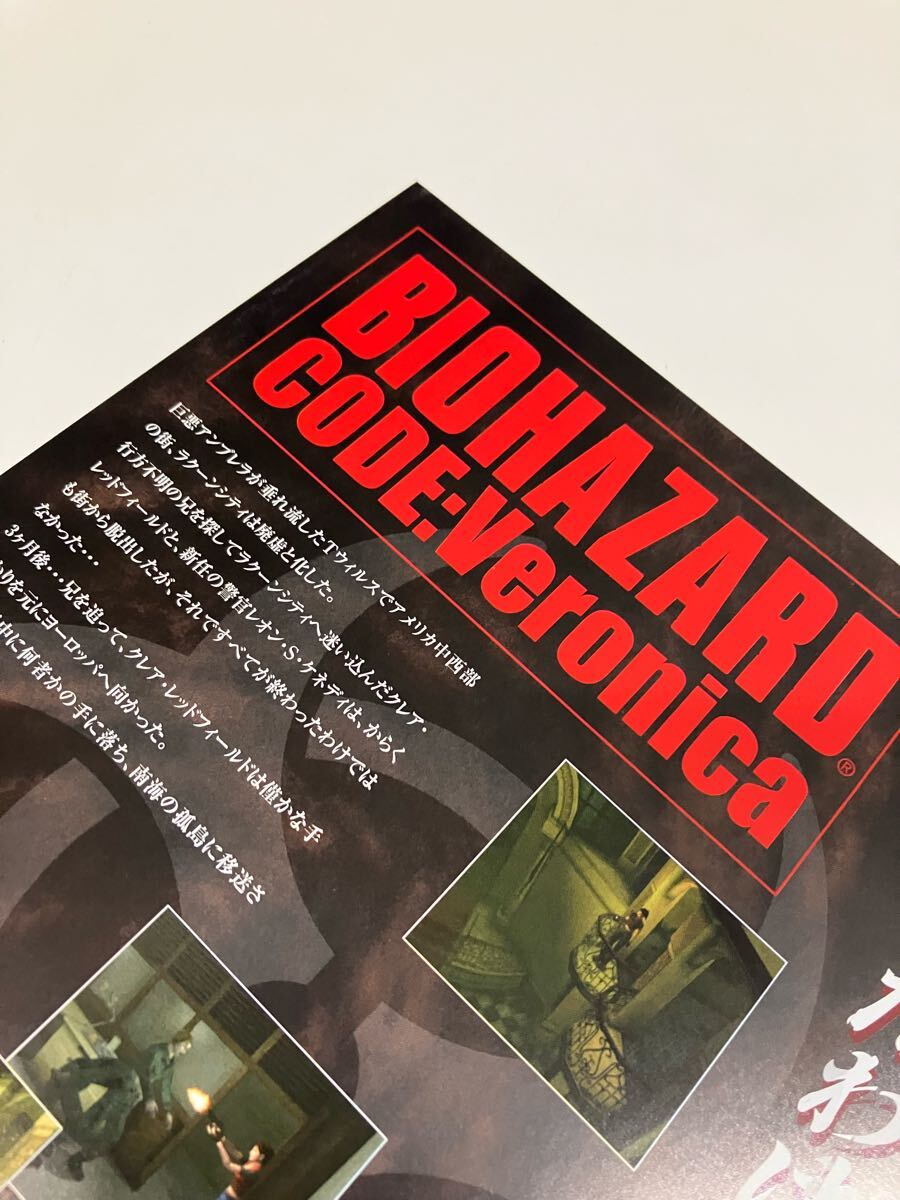 BIOHAZARD®
CODE:Veronica
巨悪アンブレラが垂れ流したTウィルスでアメリカ中西部
の街、ラクーンシティは廃虚と化した。
行方不明の兄を探してラクーンシティへ迷い込んだクレア・
レッドフィールドと、新任の警官レオン・S・ケネディは、からく
も街から脱出したが、それですべてが終わったわけでは
なかった・・・
3ヶ月後・・・兄を追って、クレア・レッドフィールドは僅かな手
かりを元にヨーロッパへ向かった。
中に何者かの手に落ち、南海の孤島に移送さ